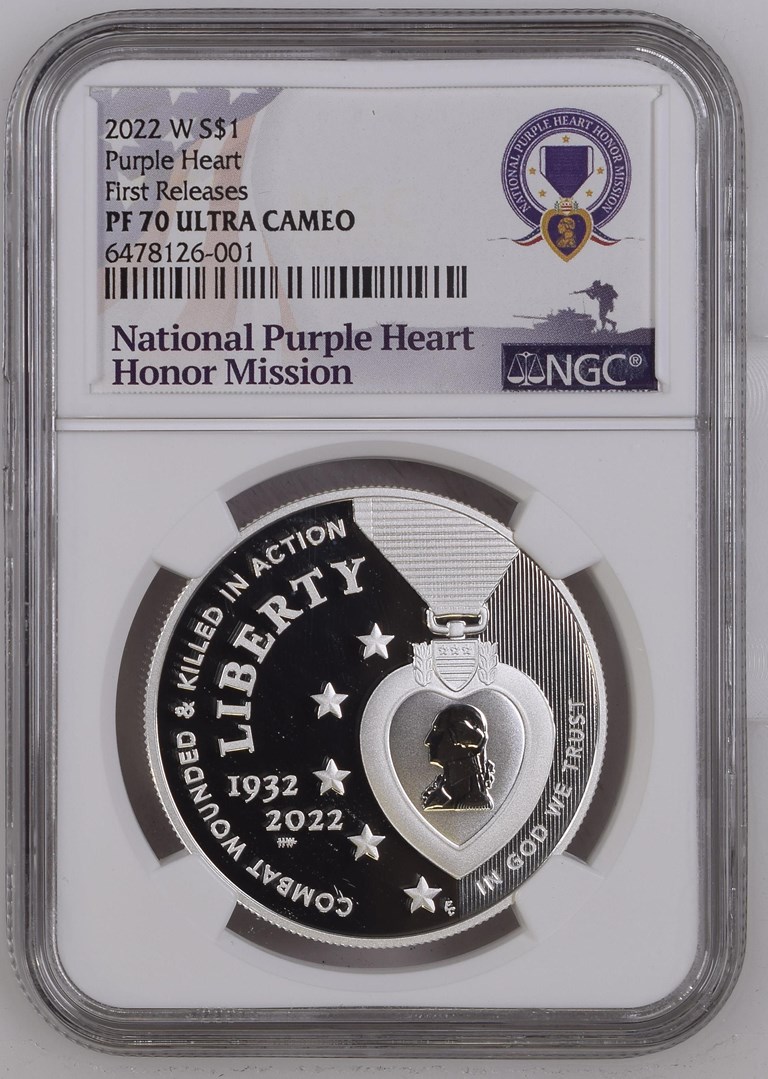 2022 W S$1
Purple Heart
First Releases
PF 70 ULTRA CAMEO
6478126-001
National Purple Heart
Honor Mission
NATIONAL PURPLE HEART HONOR MISSION
NGC®
COMBAT WOUNDED & KILLED IN ACTION
LIBERTY
1932
2022
IN GOD WE TRUST